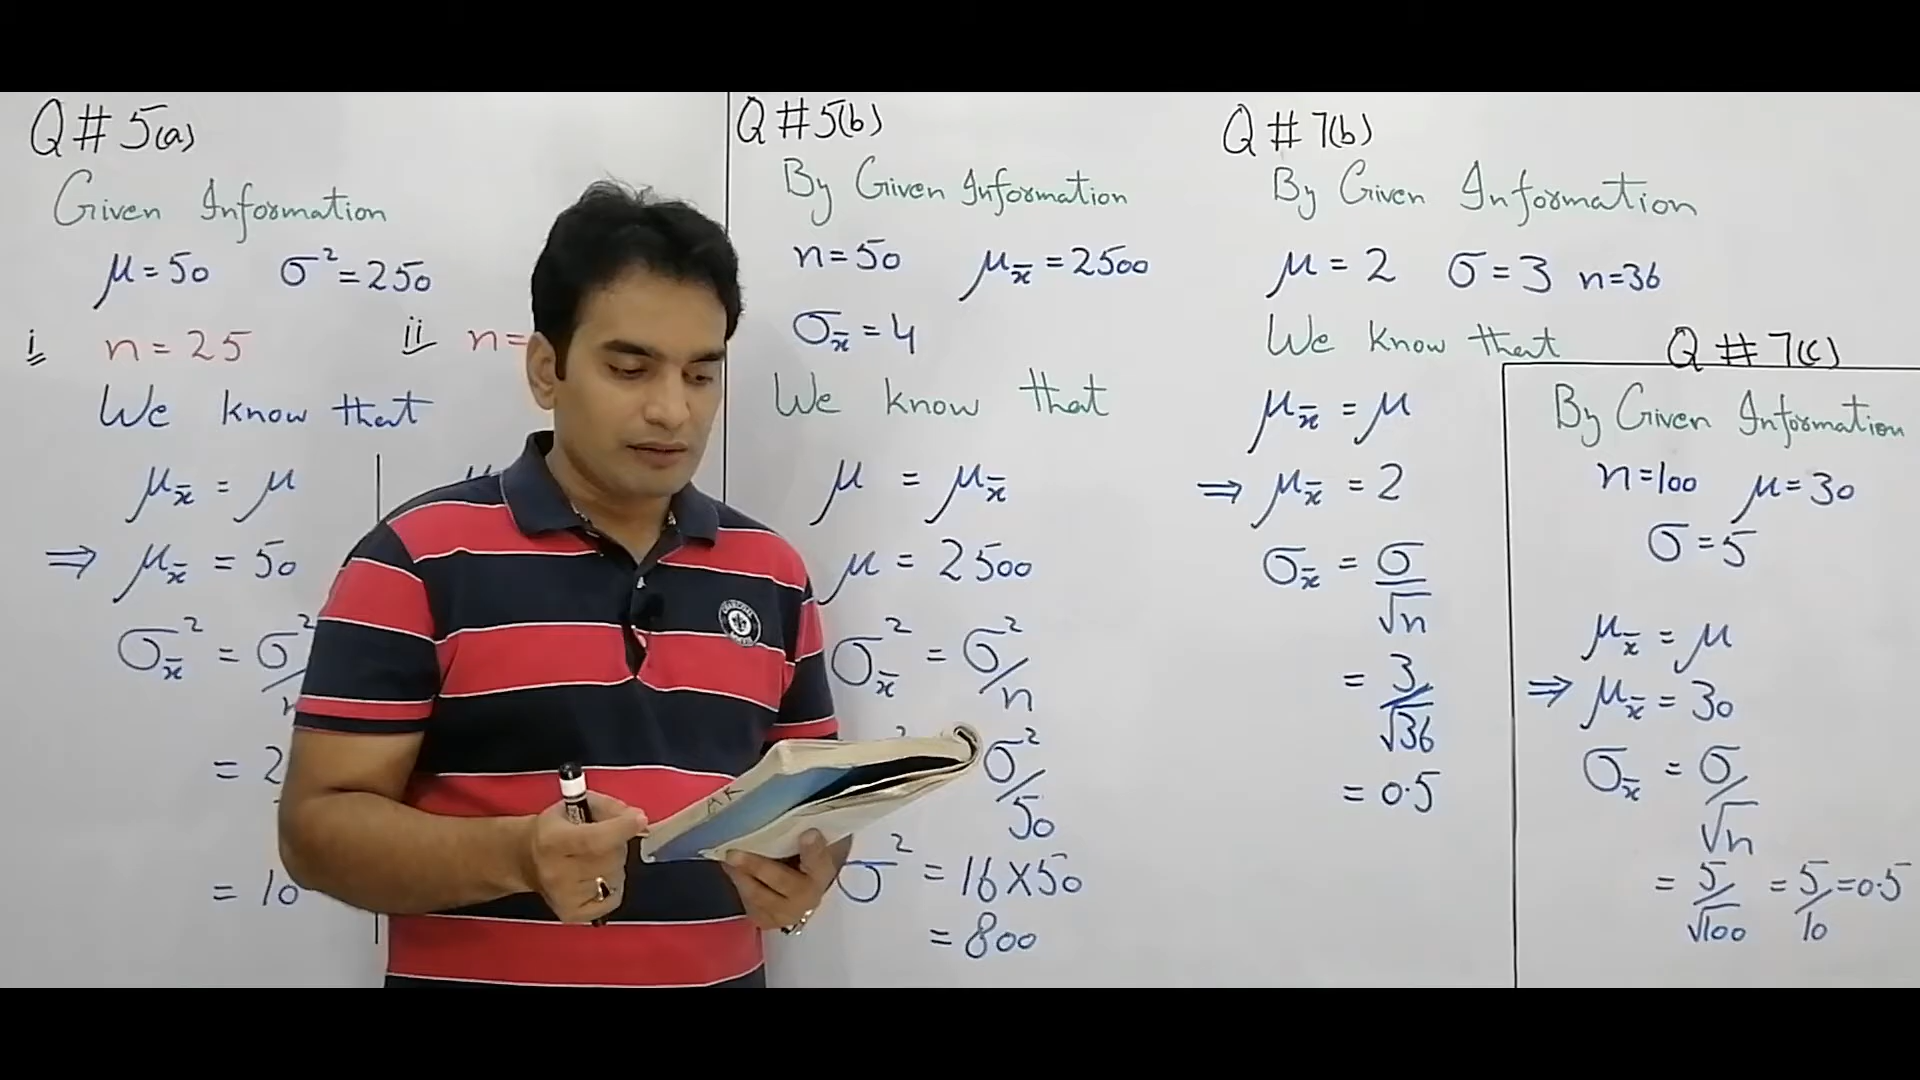 Q # 5(a)
Given Information
μ = 50 σ² = 250
i n = 25 ii n =
We know that
μx̄ = μ
⇒ μx̄ = 50
σx̄² = σ²/
= 2
= 10
Q # 5(b)
By Given Information
n = 50 μx̄ = 2500
σx̄ = 4
We know that
μ = μx̄
μ = 2500
σx̄² = σ²/n
σ²/50
σ² = 16 × 50
= 800
Q # 7(b)
By Given Information
μ = 2 σ = 3 n = 36
We know that
μx̄ = μ
⇒ μx̄ = 2
σx̄ = σ/√n
= 3/√36
= 0.5
Q # 7(c)
By Given Information
n = 100 μ = 30
σ = 5
μx̄ = μ
⇒ μx̄ = 30
σx̄ = σ/√n
= 5/√100 = 5/10 = 0.5
AK